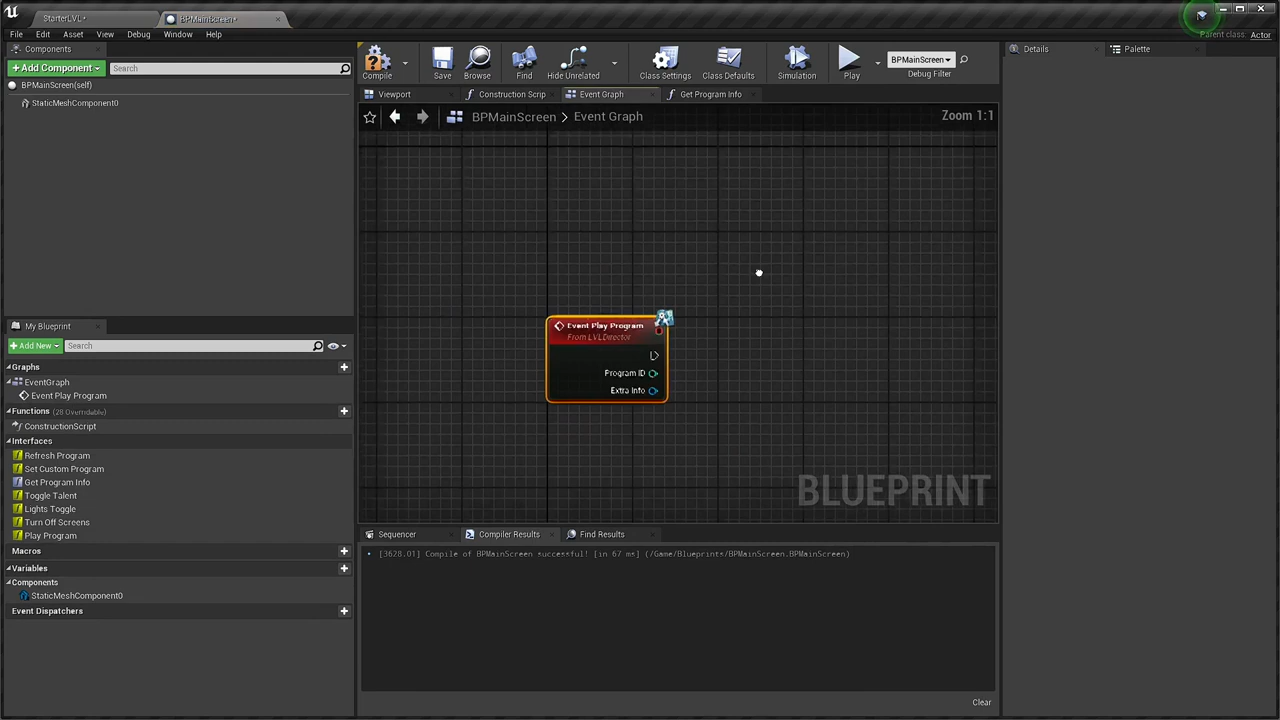 StarterLVL*
BPMainScreen*
File Edit Asset View Debug Window Help
Parent class: Actor
Components
+Add Component
Search
BPMainScreen(self)
StaticMeshComponent0
Compile
Save
Browse
Find
Hide Unrelated
Class Settings
Class Defaults
Simulation
Play
BPMainScreen
Debug Filter
Details
Palette
Viewport
Construction Scrip
Event Graph
Get Program Info
BPMainScreen > Event Graph
Zoom 1:1
Event Play Program
From LVLDirector
Program ID
Extra Info
BLUEPRINT
My Blueprint
+Add New
Search
Graphs
EventGraph
Event Play Program
Functions (28 Overridable)
ConstructionScript
Interfaces
Refresh Program
Set Custom Program
Get Program Info
Toggle Talent
Lights Toggle
Turn Off Screens
Play Program
Macros
Variables
Components
StaticMeshComponent0
Event Dispatchers
Sequencer
Compiler Results
Find Results
[3628.01] Compile of BPMainScreen successful! [in 67 ms] (/Game/Blueprints/BPMainScreen.BPMainScreen)
Clear